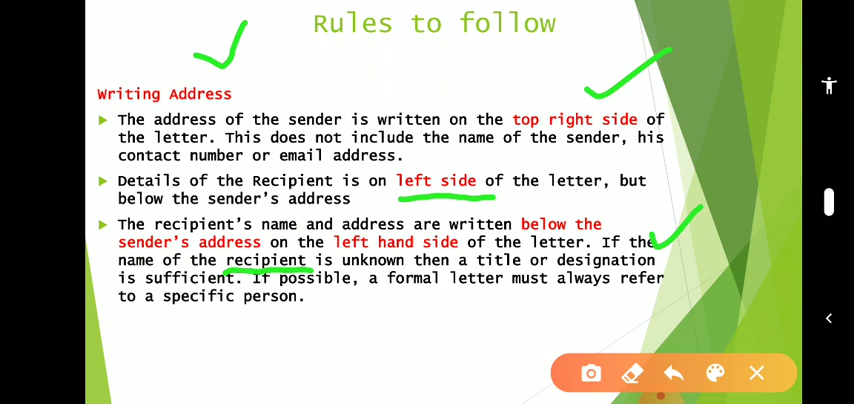 Rules to follow
Writing Address
The address of the sender is written on the top right side of
the letter. This does not include the name of the sender, his
contact number or email address.
Details of the Recipient is on left side of the letter, but
below the sender's address
The recipient's name and address are written below the
sender's address on the left hand side of the letter. If the
name of the recipient is unknown then a title or designation
is sufficient. If possible, a formal letter must always refer
to a specific person.